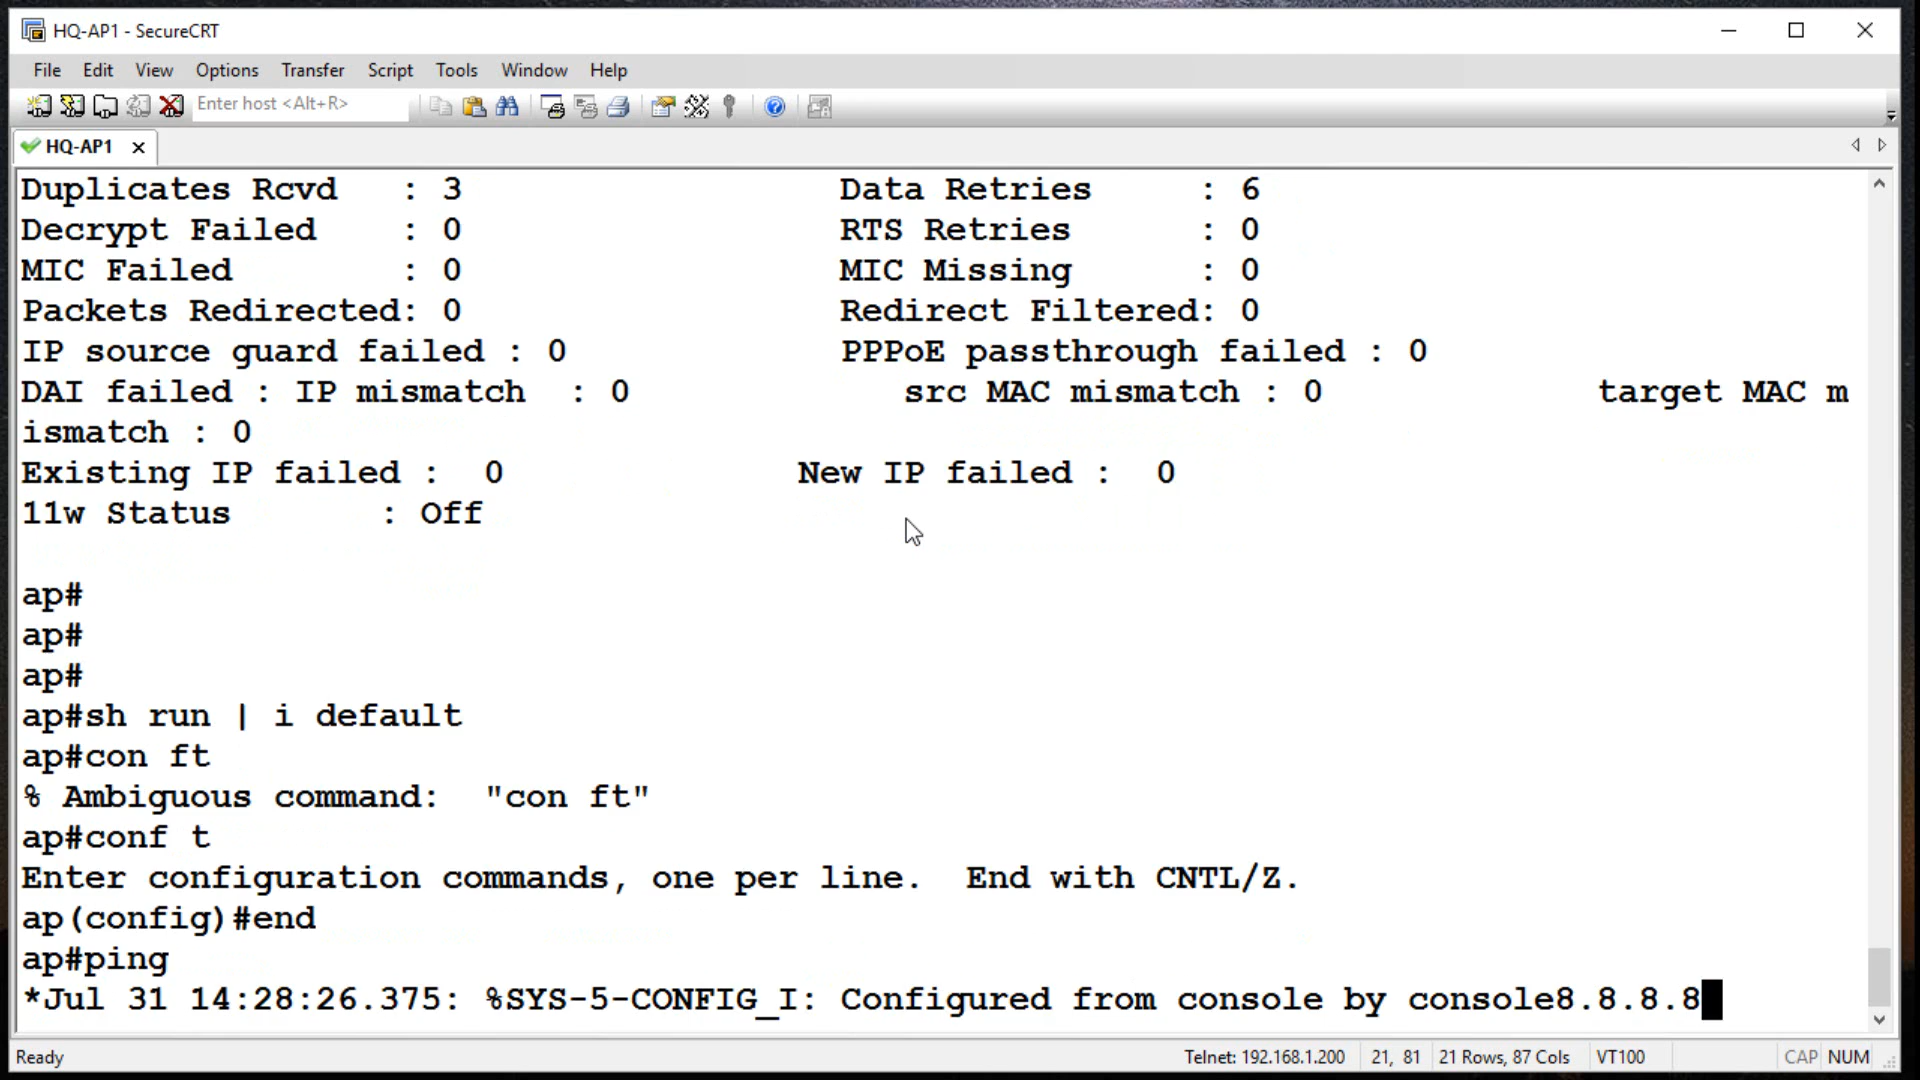 HQ-AP1 - SecureCRT
File Edit View Options Transfer Script Tools Window Help
Enter host <Alt+R>
HQ-AP1
Duplicates Rcvd : 3 Data Retries : 6
Decrypt Failed : 0 RTS Retries : 0
MIC Failed : 0 MIC Missing : 0
Packets Redirected: 0 Redirect Filtered: 0
IP source guard failed : 0 PPPoE passthrough failed : 0
DAI failed : IP mismatch : 0 src MAC mismatch : 0 target MAC m
ismatch : 0
Existing IP failed : 0 New IP failed : 0
11w Status : Off
ap#
ap#
ap#
ap#sh run | i default
ap#con ft
% Ambiguous command: "con ft"
ap#conf t
Enter configuration commands, one per line. End with CNTL/Z.
ap(config)#end
ap#ping
*Jul 31 14:28:26.375: %SYS-5-CONFIG_I: Configured from console by console8.8.8.8
Ready Telnet: 192.168.1.200 21, 81 21 Rows, 87 Cols VT100 CAP NUM